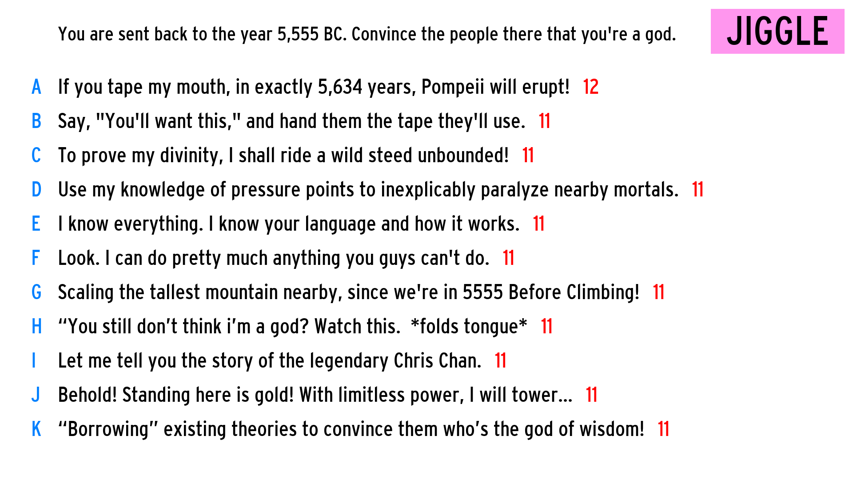 You are sent back to the year 5,555 BC. Convince the people there that you're a god.
JIGGLE
A If you tape my mouth, in exactly 5,634 years, Pompeii will erupt! 12
B Say, "You'll want this," and hand them the tape they'll use. 11
C To prove my divinity, I shall ride a wild steed unbounded! 11
D Use my knowledge of pressure points to inexplicably paralyze nearby mortals. 11
E I know everything. I know your language and how it works. 11
F Look. I can do pretty much anything you guys can't do. 11
G Scaling the tallest mountain nearby, since we're in 5555 Before Climbing! 11
H “You still don’t think i’m a god? Watch this. *folds tongue* 11
I Let me tell you the story of the legendary Chris Chan. 11
J Behold! Standing here is gold! With limitless power, I will tower... 11
K “Borrowing” existing theories to convince them who’s the god of wisdom! 11